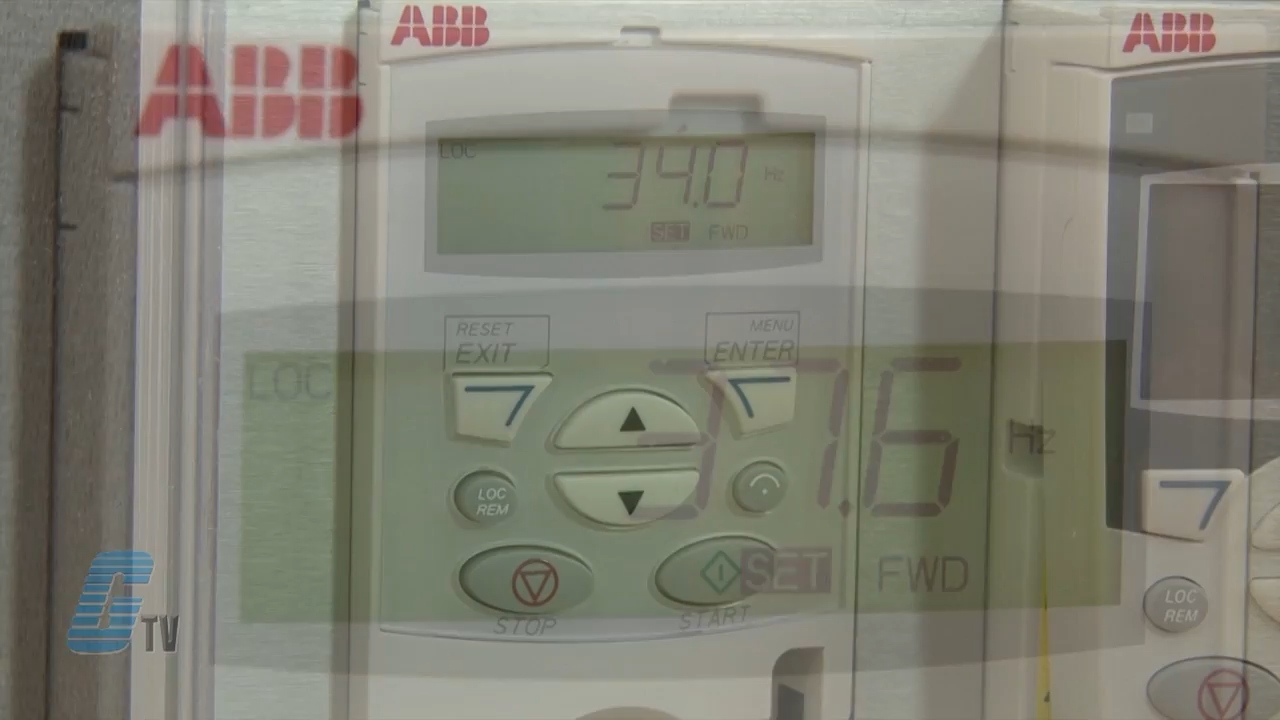 ABB
ABB
ABB
LOC
34.0 Hz
SET FWD
RESET
EXIT
MENU
ENTER
LOC
37.6 Hz
SET FWD
LOC
REM
STOP
START
LOC
REM
G TV